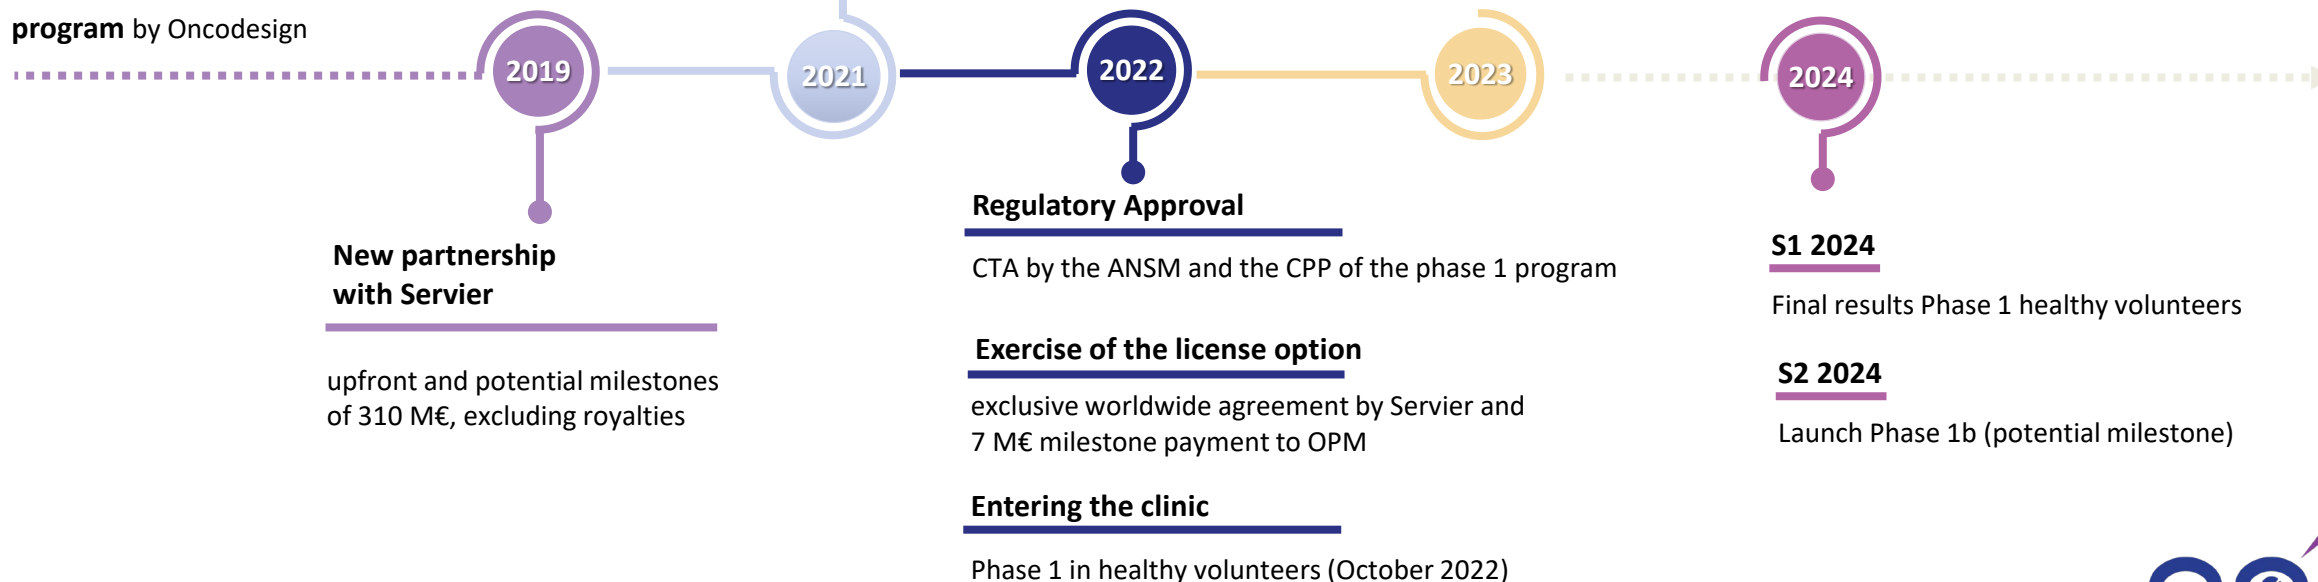 program by Oncodesign
2019
2021
2022
2023
2024
New partnership
with Servier
upfront and potential milestones
of 310 M€, excluding royalties
Regulatory Approval
CTA by the ANSM and the CPP of the phase 1 program
Exercise of the license option
exclusive worldwide agreement by Servier and
7 M€ milestone payment to OPM
Entering the clinic
Phase 1 in healthy volunteers (October 2022)
S1 2024
Final results Phase 1 healthy volunteers
S2 2024
Launch Phase 1b (potential milestone)